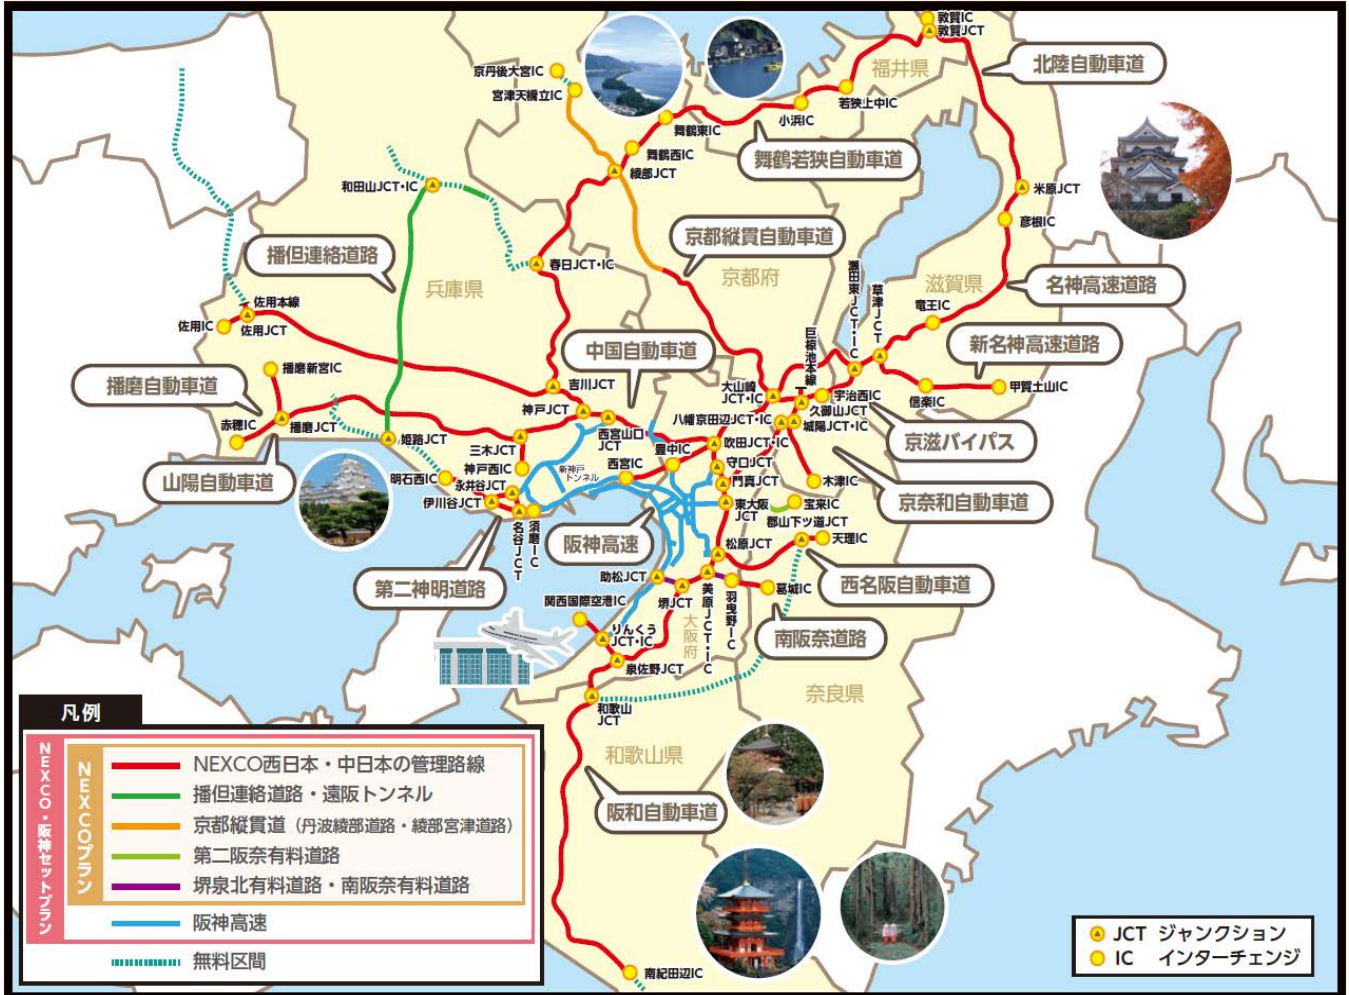 敦賀IC
敦賀JCT
北陸自動車道
福井県
京丹後大宮IC
宮津天橋立IC
若狭上中IC
小浜IC
舞鶴東IC
舞鶴若狭自動車道
舞鶴西IC
綾部JCT
和田山JCT・IC
米原JCT
彦根IC
播但連絡道路
京都縦貫自動車道
兵庫県
春日JCT・IC
京都府
滋賀県
名神高速道路
瀬田東JCT・IC
草津JCT
竜王IC
佐用本線
佐用IC
佐用JCT
巨椋池本線
新名神高速道路
中国自動車道
播磨自動車道
播磨新宮IC
吉川JCT
大山崎
JCT・IC
宇治西IC
信楽IC
甲賀土山IC
神戸JCT
久御山JCT
赤穂IC
播磨JCT
八幡京田辺JCT・IC
城陽JCT・IC
京滋バイパス
西宮山口
JCT
豊中IC
吹田JCT・IC
姫路JCT
三木JCT
守口JCT
山陽自動車道
神戸西IC
新神戸
トンネル
西宮IC
門真JCT
木津IC
明石西IC
永井谷JCT
伊川谷JCT
東大阪
JCT
宝来IC
京奈和自動車道
名谷JCT
須磨IC
郡山下ツ道JCT
天理IC
阪神高速
松原JCT
第二神明道路
助松JCT
西名阪自動車道
関西国際空港IC
堺JCT
美原JCT・IC
羽曳野IC
葛城IC
りんくう
JCT・IC
大阪府
南阪奈道路
泉佐野JCT
奈良県
和歌山
JCT
和歌山県
阪和自動車道
南紀田辺IC
凡例
NEXCO・阪神セットプラン
NEXCOプラン
NEXCO西日本・中日本の管理路線
播但連絡道路・遠阪トンネル
京都縦貫道（丹波綾部道路・綾部宮津道路）
第二阪奈有料道路
堺泉北有料道路・南阪奈有料道路
阪神高速
無料区間
JCT ジャンクション
IC インターチェンジ